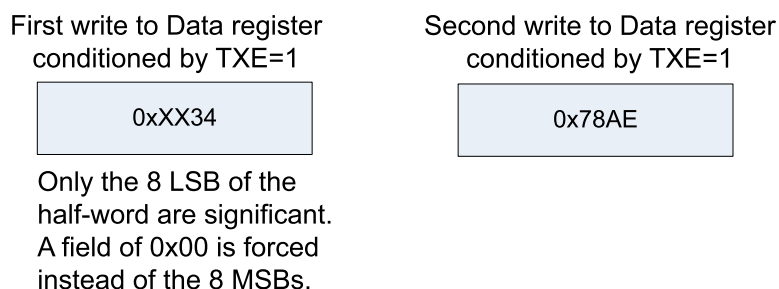 First write to Data register
conditioned by TXE=1
0xXX34
Only the 8 LSB of the
half-word are significant.
A field of 0x00 is forced
instead of the 8 MSBs.
Second write to Data register
conditioned by TXE=1
0x78AE